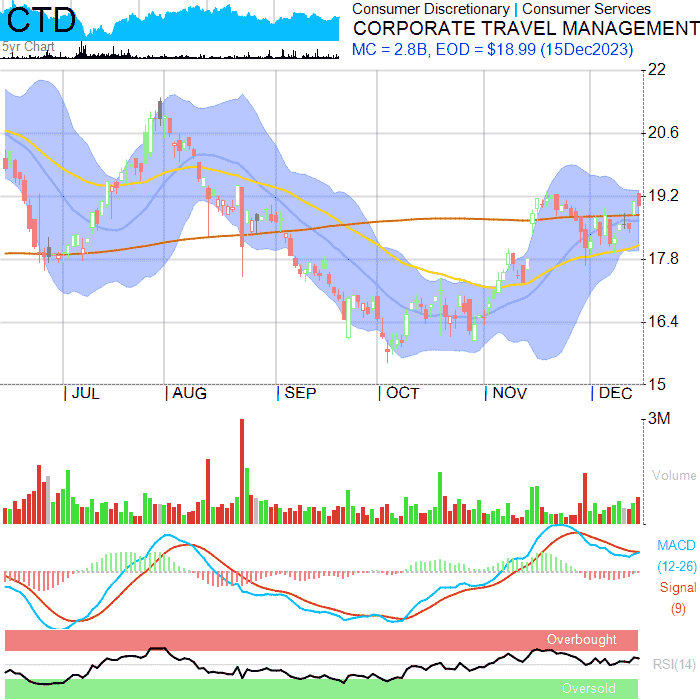 CTD
5yr Chart
Consumer Discretionary | Consumer Services
CORPORATE TRAVEL MANAGEMENT
MC = 2.8B, EOD = $18.99 (15Dec2023)
22
20.6
19.2
17.8
16.4
15
JUL AUG SEP OCT NOV DEC
3M
Volume
MACD
(12-26)
Signal
(9)
Overbought
RSI(14)
Oversold